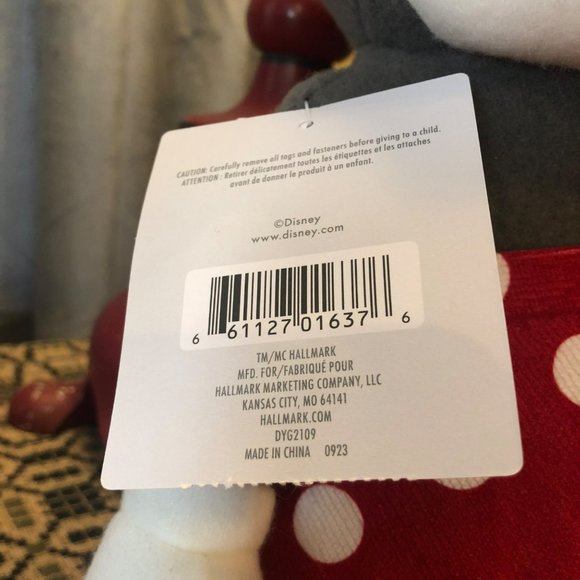 CAUTION: Carefully remove all tags and fasteners before giving to a child.
ATTENTION : Retirer délicatement toutes les étiquettes et les attaches
avant de donner le produit à un enfant.
©Disney
www.disney.com
6 61127 01637 6
TM/MC HALLMARK
MFD. FOR/FABRIQUÉ POUR
HALLMARK MARKETING COMPANY, LLC
KANSAS CITY, MO 64141
HALLMARK.COM
DYG2109
MADE IN CHINA 0923